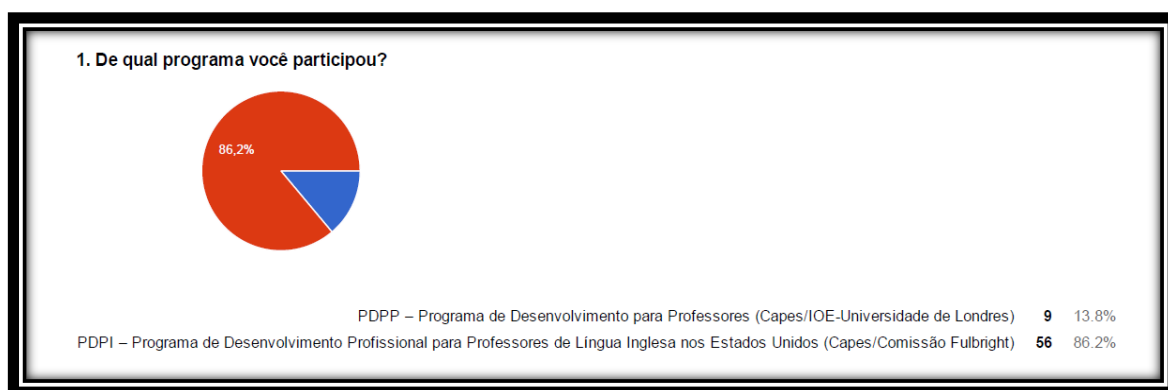 1. De qual programa você participou?
86,2%
PDPP – Programa de Desenvolvimento para Professores (Capes/IOE-Universidade de Londres) 9 13.8%
PDPI – Programa de Desenvolvimento Profissional para Professores de Língua Inglesa nos Estados Unidos (Capes/Comissão Fulbright) 56 86.2%